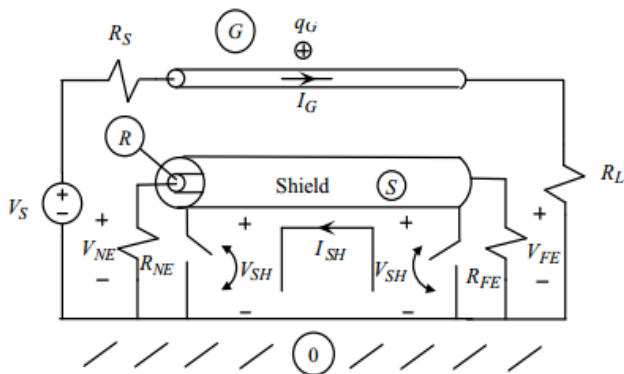 R_S G q_G
⊕
I_G
R
Shield S
R_L
V_S + −
+ V_NE − R_NE
+ V_SH −
I_SH
+ V_SH −
R_FE
+ V_FE −
0